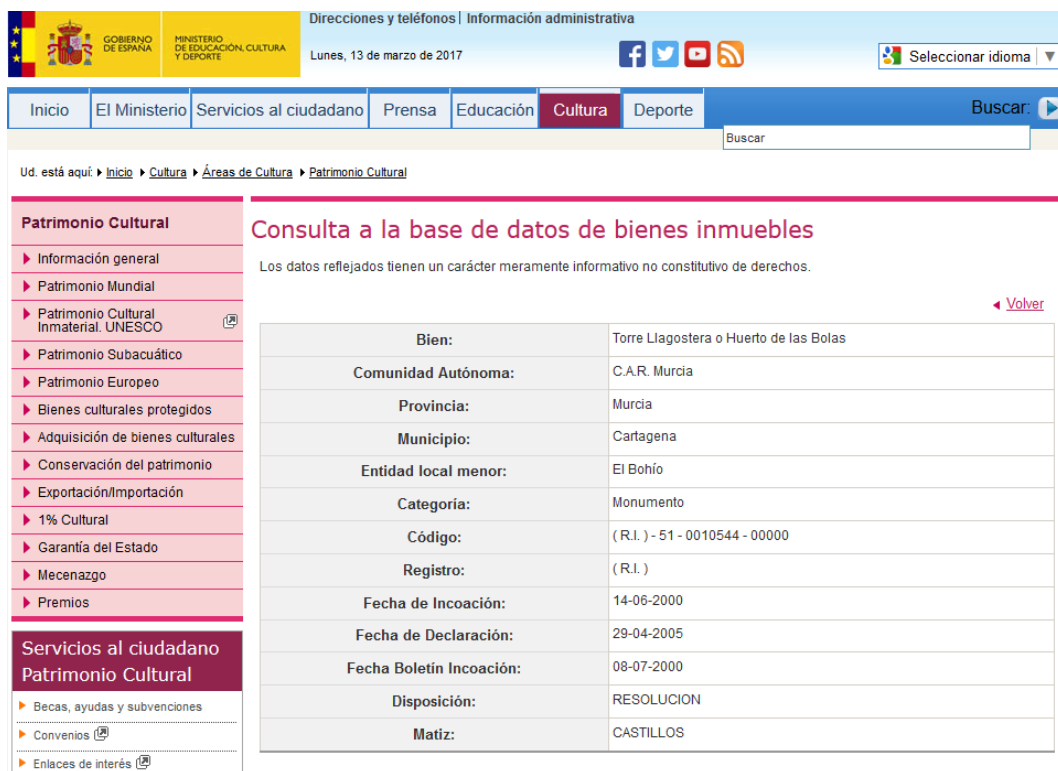 GOBIERNO
DE ESPAÑA
MINISTERIO
DE EDUCACIÓN, CULTURA
Y DEPORTE
Direcciones y teléfonos | Información administrativa
Lunes, 13 de marzo de 2017
Seleccionar idioma
Inicio El Ministerio Servicios al ciudadano Prensa Educación Cultura Deporte Buscar:
Buscar
Ud. está aquí: Inicio Cultura Áreas de Cultura Patrimonio Cultural
Patrimonio Cultural
Información general
Patrimonio Mundial
Patrimonio Cultural
Inmaterial. UNESCO
Patrimonio Subacuático
Patrimonio Europeo
Bienes culturales protegidos
Adquisición de bienes culturales
Conservación del patrimonio
Exportación/Importación
1% Cultural
Garantía del Estado
Mecenazgo
Premios
Servicios al ciudadano
Patrimonio Cultural
Becas, ayudas y subvenciones
Convenios
Enlaces de interés
Consulta a la base de datos de bienes inmuebles
Los datos reflejados tienen un carácter meramente informativo no constitutivo de derechos.
Volver
Bien: Torre Llagostera o Huerto de las Bolas
Comunidad Autónoma: C.A.R. Murcia
Provincia: Murcia
Municipio: Cartagena
Entidad local menor: El Bohío
Categoría: Monumento
Código: ( R.I. ) - 51 - 0010544 - 00000
Registro: ( R.I. )
Fecha de Incoación: 14-06-2000
Fecha de Declaración: 29-04-2005
Fecha Boletín Incoación: 08-07-2000
Disposición: RESOLUCION
Matiz: CASTILLOS